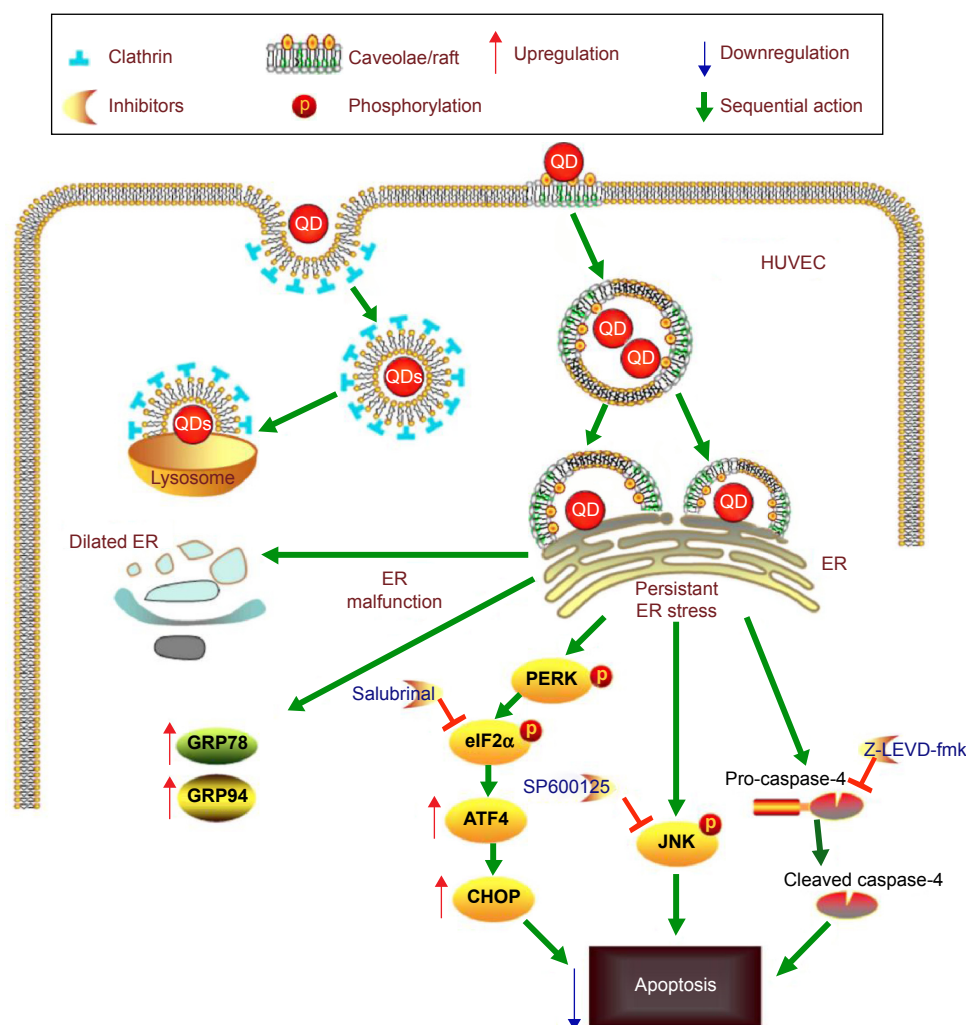 Clathrin
Caveolae/raft
Upregulation
Downregulation
Inhibitors
p
Phosphorylation
Sequential action
QD
QD
HUVEC
QD
QD
QDs
QDs
Lysosome
QD
QD
Dilated ER
ER
malfunction
ER
Persistant
ER stress
PERK
p
Salubrinal
eIF2α
p
GRP78
GRP94
ATF4
SP600125
JNK
p
Z-LEVD-fmk
Pro-caspase-4
CHOP
Cleaved caspase-4
Apoptosis